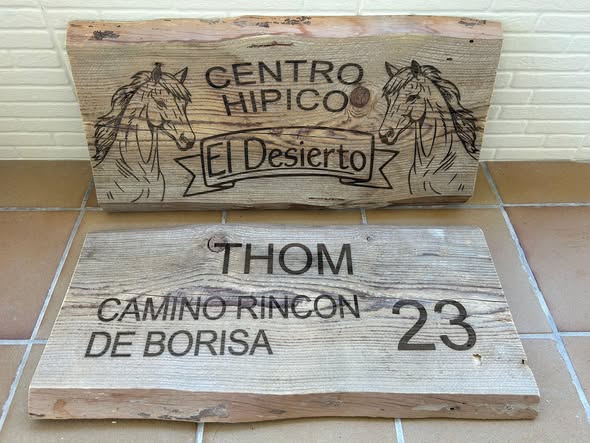 CENTRO
HIPICO
El Desierto
THOM
CAMINO RINCON
DE BORISA
23